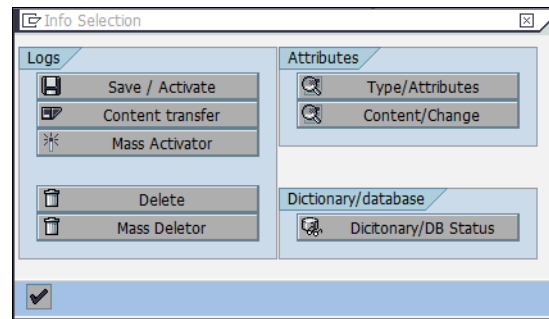 Info Selection
Logs
Save / Activate
Content transfer
Mass Activator
Delete
Mass Deletor
Attributes
Type/Attributes
Content/Change
Dictionary/database
Dicitonary/DB Status